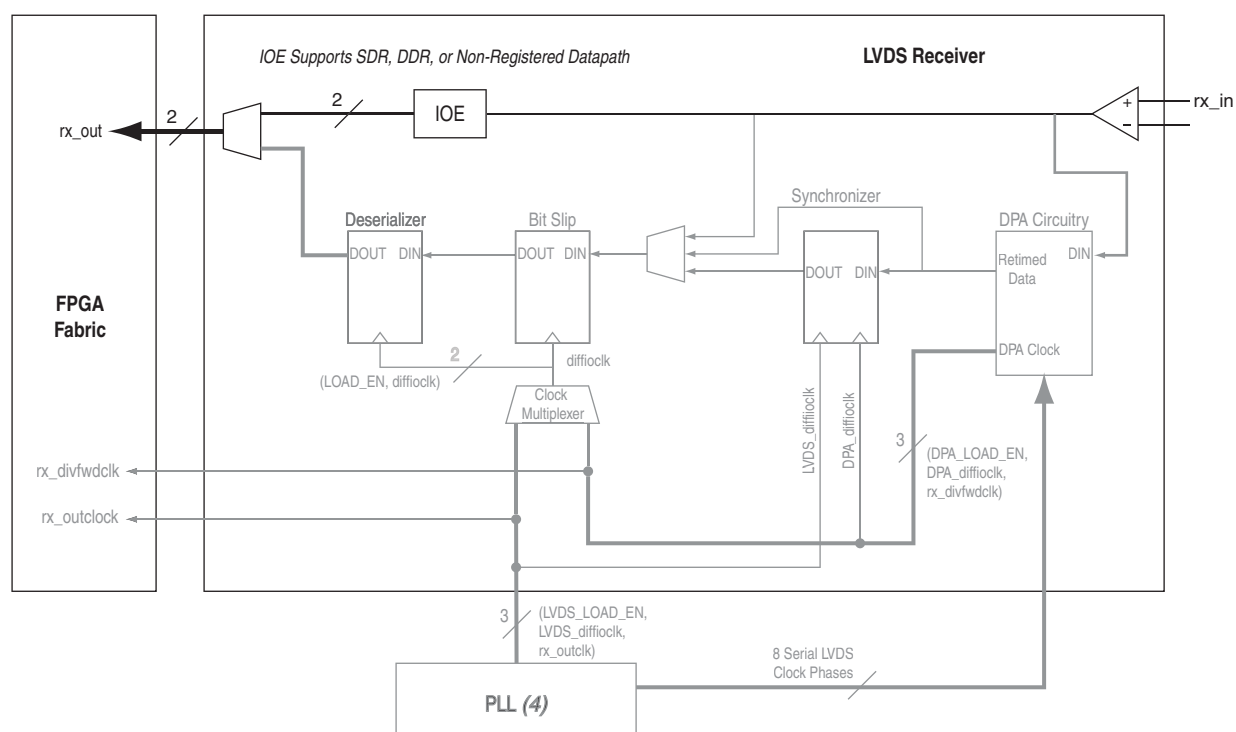 IOE Supports SDR, DDR, or Non-Registered Datapath
LVDS Receiver
2
2
IOE
+
−
rx_in
rx_out
Synchronizer
Deserializer
Bit Slip
DPA Circuitry
DOUT DIN
DOUT DIN
DOUT DIN
Retimed
Data
DIN
FPGA
Fabric
2
(LOAD_EN, diffioclk)
diffioclk
DPA Clock
Clock
Multiplexer
LVDS_diffiioclk
DPA_diffioclk
3
(DPA_LOAD_EN,
DPA_diffioclk,
rx_divfwdclk)
rx_divfwdclk
rx_outclock
3
(LVDS_LOAD_EN,
LVDS_diffioclk,
rx_outclk)
8 Serial LVDS
Clock Phases
PLL (4)